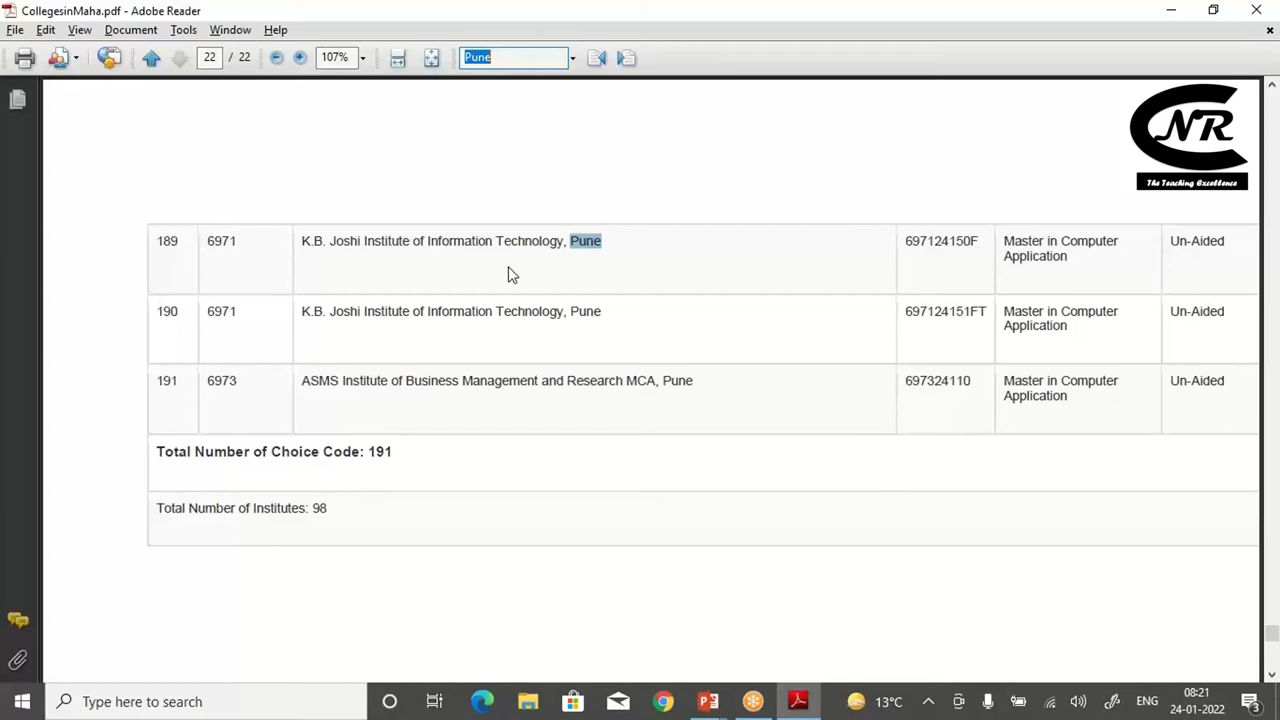 CollegesinMaha.pdf - Adobe Reader
File Edit View Document Tools Window Help
22 / 22 107% Pune
NR
The Teaching Excellence
189 6971 K.B. Joshi Institute of Information Technology, Pune 697124150F Master in Computer Un-Aided
Application
190 6971 K.B. Joshi Institute of Information Technology, Pune 697124151FT Master in Computer Un-Aided
Application
191 6973 ASMS Institute of Business Management and Research MCA, Pune 697324110 Master in Computer Un-Aided
Application
Total Number of Choice Code: 191
Total Number of Institutes: 98
Type here to search 13°C ENG 08:21
24-01-2022 3